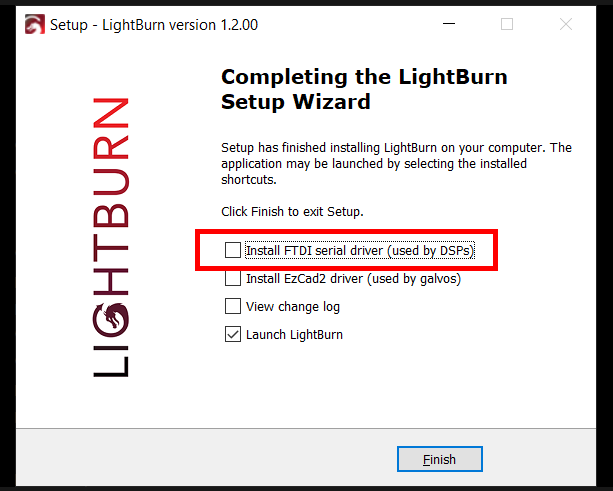 Setup - LightBurn version 1.2.00
LIGHTBURN
Completing the LightBurn
Setup Wizard
Setup has finished installing LightBurn on your computer. The
application may be launched by selecting the installed
shortcuts.
Click Finish to exit Setup.
Install FTDI serial driver (used by DSPs)
Install EzCad2 driver (used by galvos)
View change log
Launch LightBurn
Finish